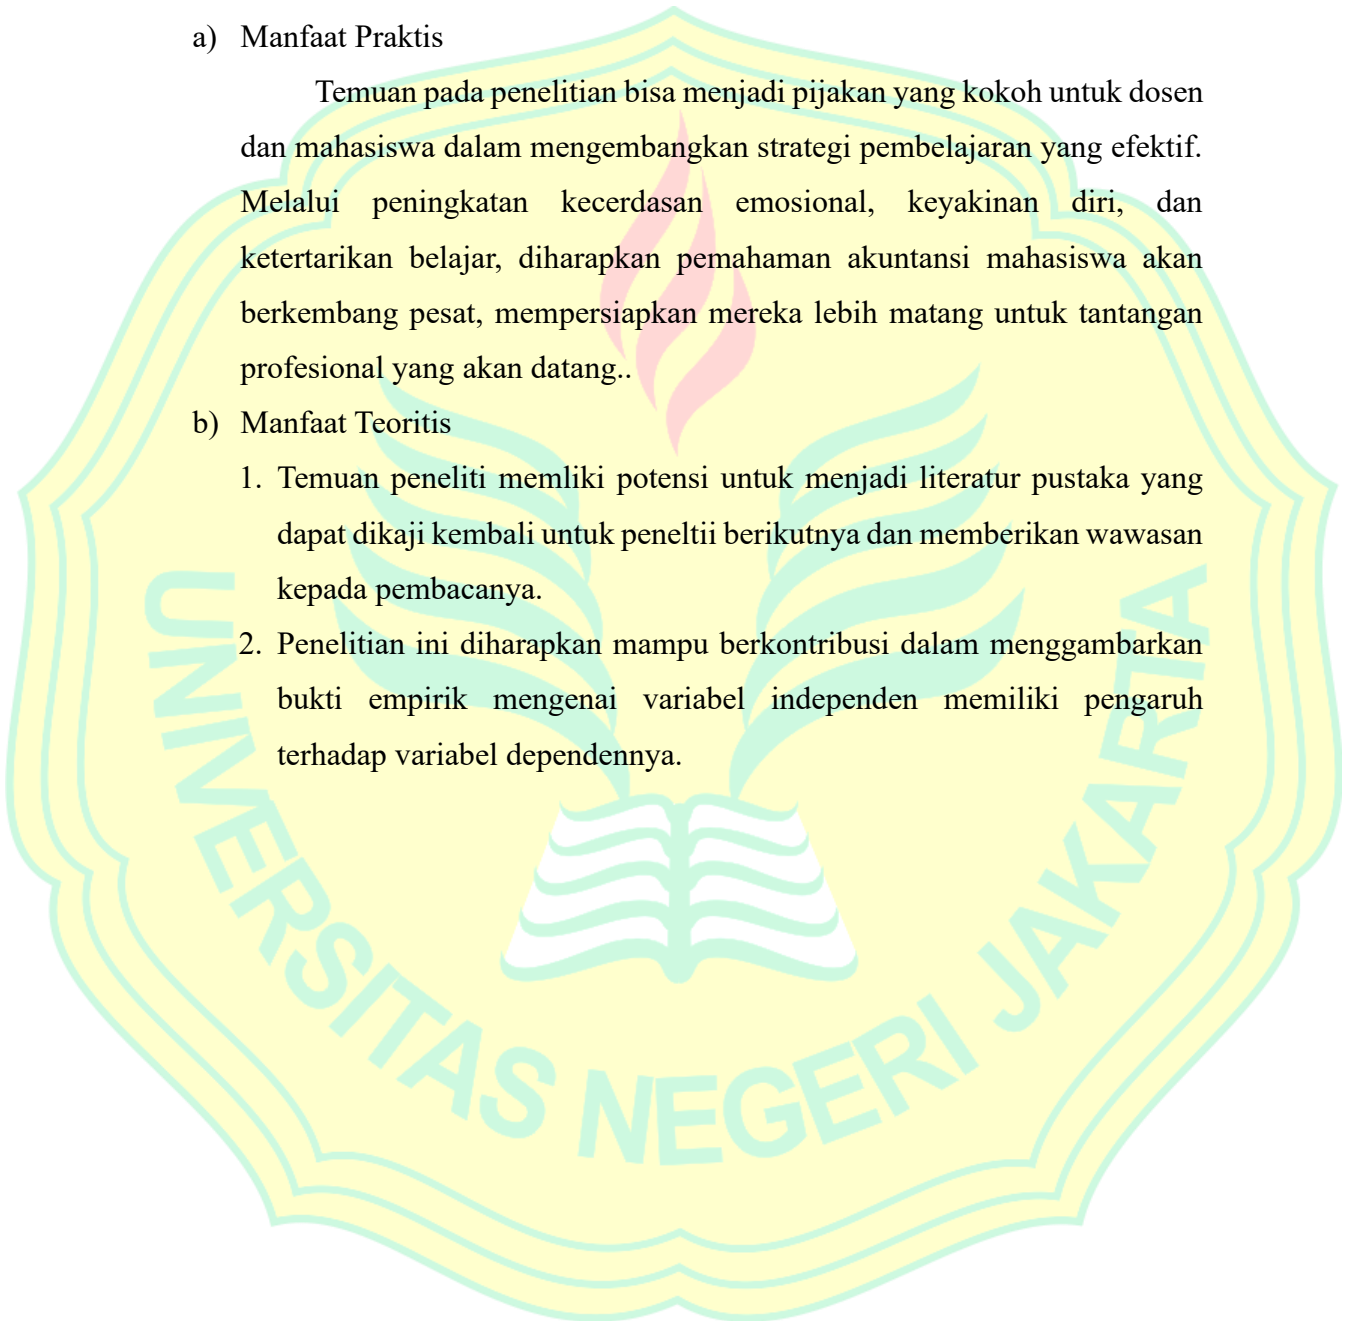 a) Manfaat Praktis
Temuan pada penelitian bisa menjadi pijakan yang kokoh untuk dosen
dan mahasiswa dalam mengembangkan strategi pembelajaran yang efektif.
Melalui peningkatan kecerdasan emosional, keyakinan diri, dan
ketertarikan belajar, diharapkan pemahaman akuntansi mahasiswa akan
berkembang pesat, mempersiapkan mereka lebih matang untuk tantangan
profesional yang akan datang..
b) Manfaat Teoritis
1. Temuan peneliti memliki potensi untuk menjadi literatur pustaka yang
dapat dikaji kembali untuk peneltii berikutnya dan memberikan wawasan
kepada pembacanya.
2. Penelitian ini diharapkan mampu berkontribusi dalam menggambarkan
bukti empirik mengenai variabel independen memiliki pengaruh
terhadap variabel dependennya.
UNIVERSITAS NEGERI JAKARTA